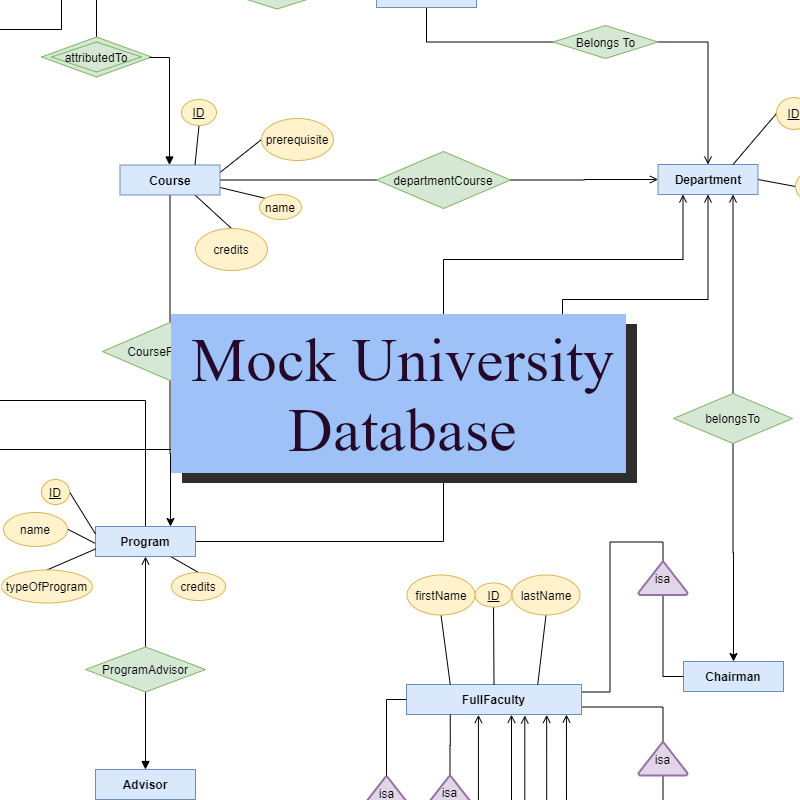 Belongs To
attributedTo
ID
ID
prerequisite
Course
departmentCourse
Department
name
credits
Mock University
Database
belongsTo
ID
name
Program
typeOfProgram
credits
isa
firstName
ID
lastName
ProgramAdvisor
Chairman
FullFaculty
isa
Advisor
isa
isa